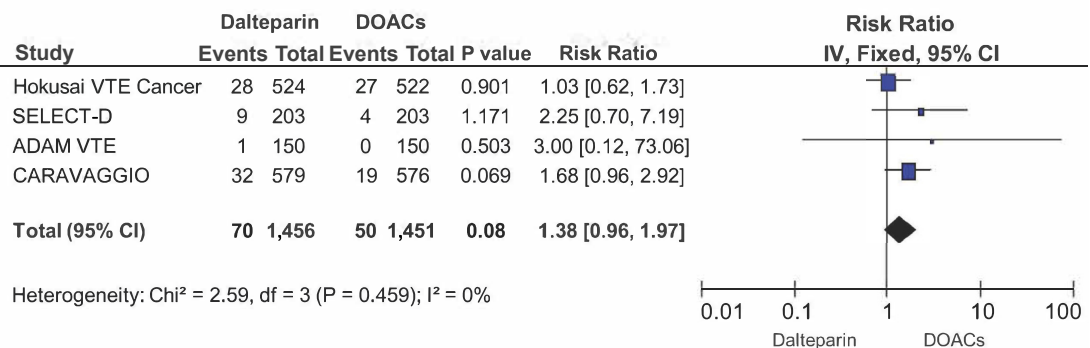 Dalteparin DOACs Risk Ratio
Study Events Total Events Total P value Risk Ratio IV, Fixed, 95% CI
Hokusai VTE Cancer 28 524 27 522 0.901 1.03 [0.62, 1.73]
SELECT-D 9 203 4 203 1.171 2.25 [0.70, 7.19]
ADAM VTE 1 150 0 150 0.503 3.00 [0.12, 73.06]
CARAVAGGIO 32 579 19 576 0.069 1.68 [0.96, 2.92]
Total (95% CI) 70 1,456 50 1,451 0.08 1.38 [0.96, 1.97]
Heterogeneity: Chi² = 2.59, df = 3 (P = 0.459); I² = 0%
0.01 0.1 1 10 100
Dalteparin DOACs